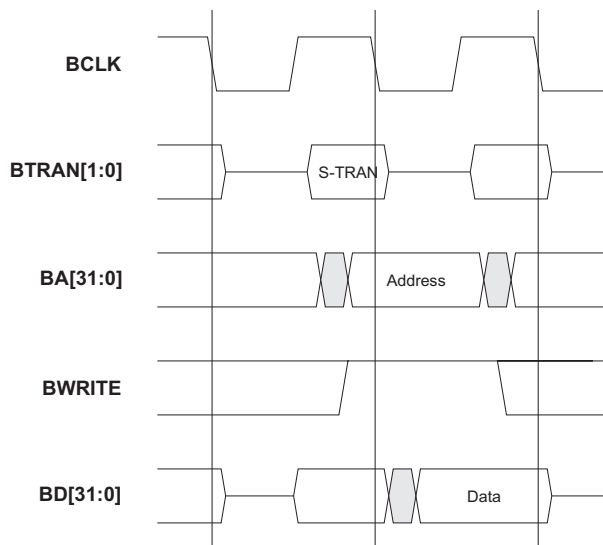 BCLK
BTRAN[1:0]
S-TRAN
BA[31:0]
Address
BWRITE
BD[31:0]
Data